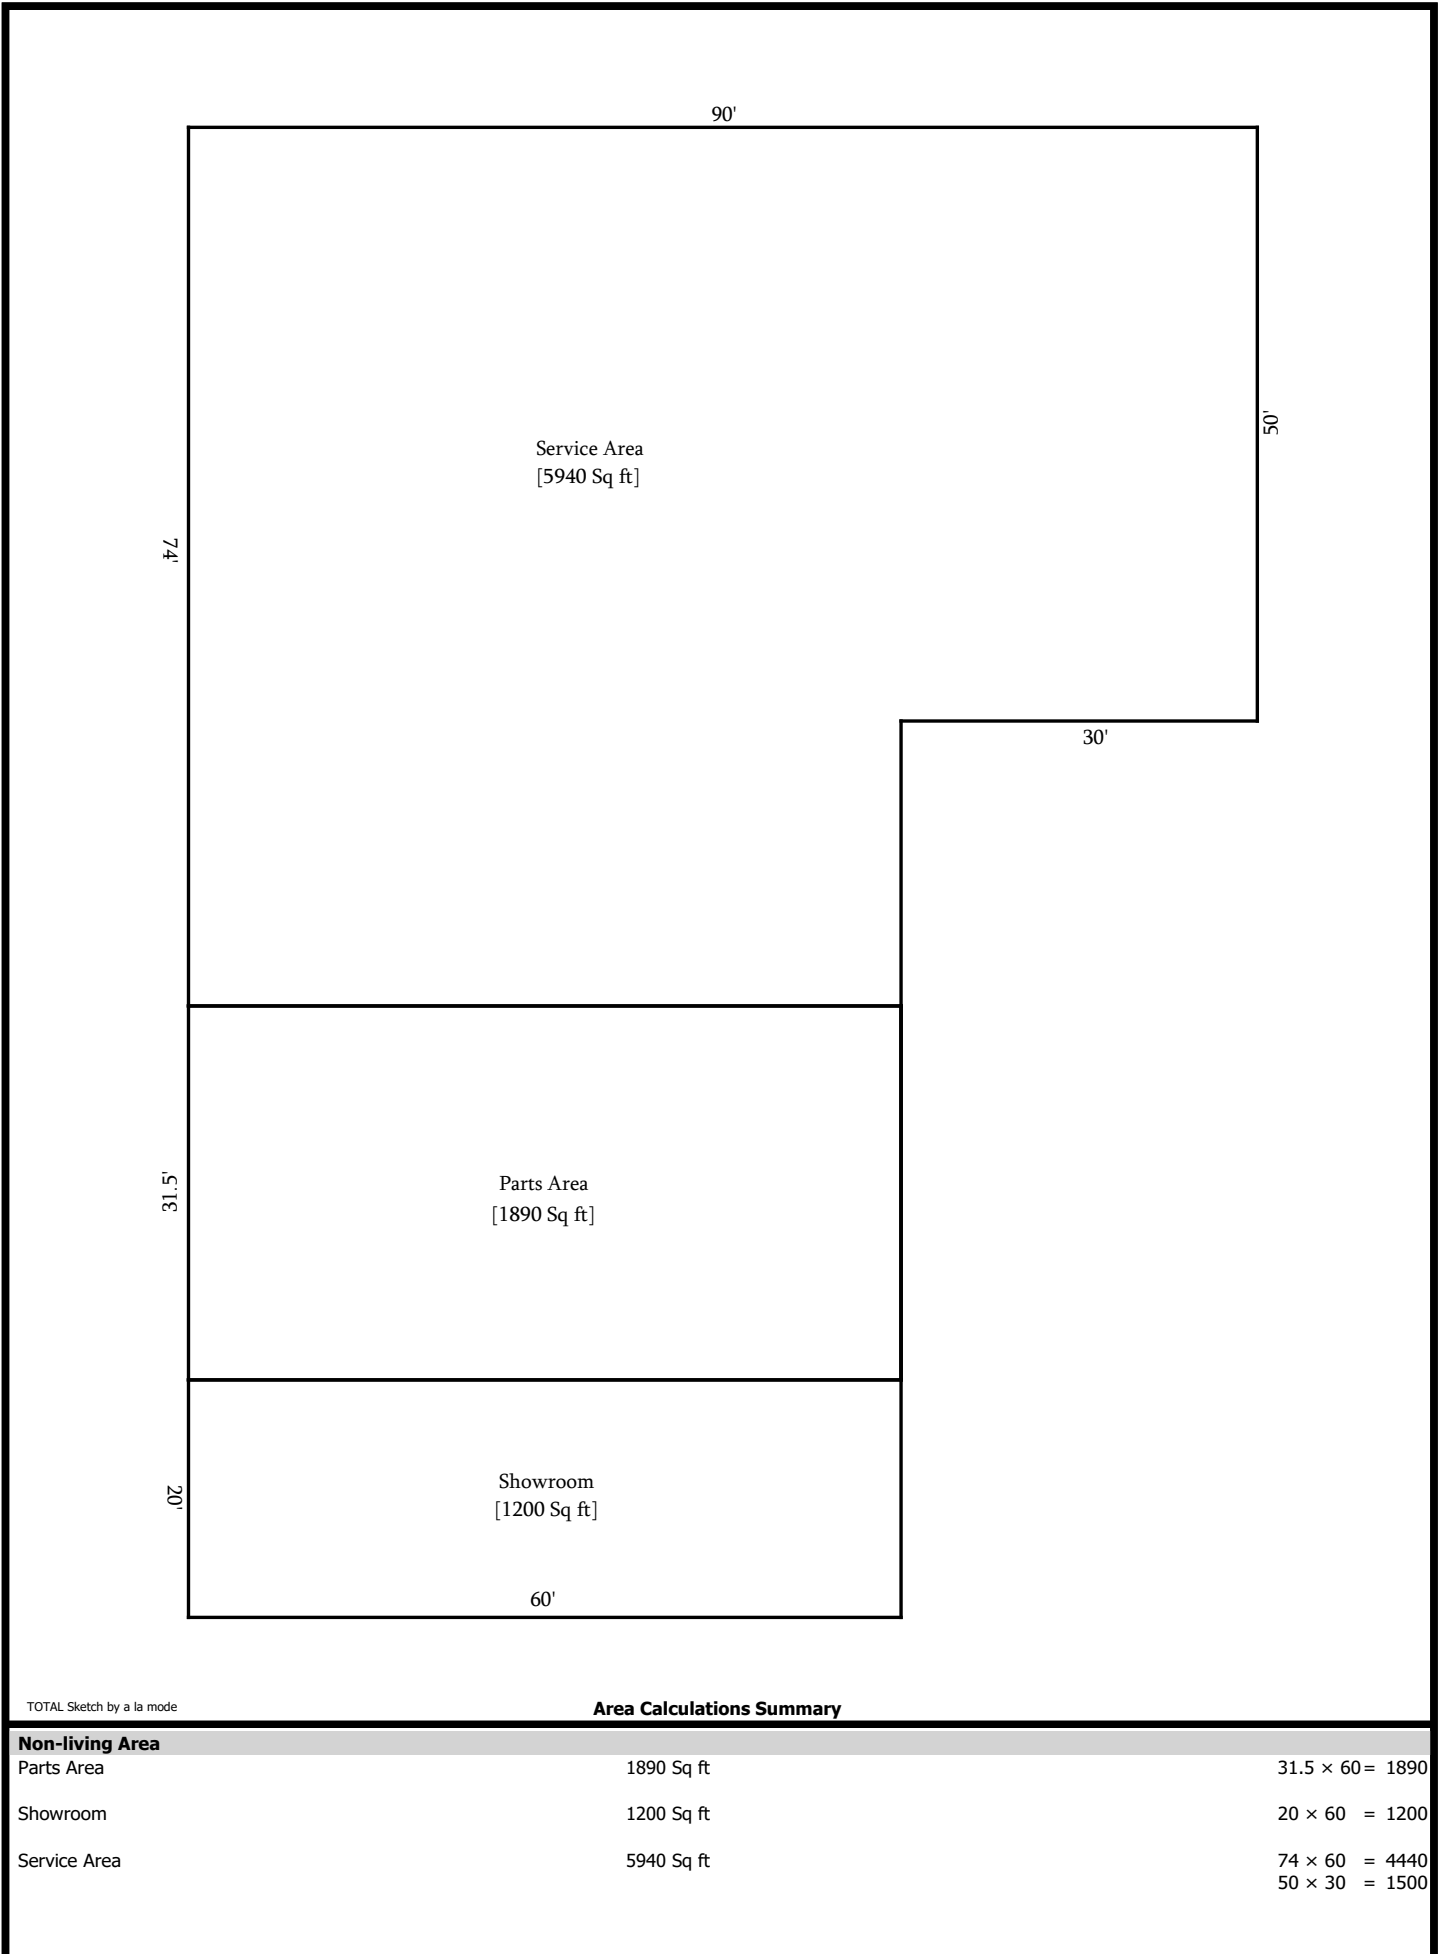 90'
50'
Service Area
[5940 Sq ft]
74'
30'
31.5'
Parts Area
[1890 Sq ft]
20'
Showroom
[1200 Sq ft]
60'
TOTAL Sketch by a la mode
Area Calculations Summary
Non-living Area
Parts Area 1890 Sq ft 31.5 × 60 = 1890
Showroom 1200 Sq ft 20 × 60 = 1200
Service Area 5940 Sq ft 74 × 60 = 4440
50 × 30 = 1500